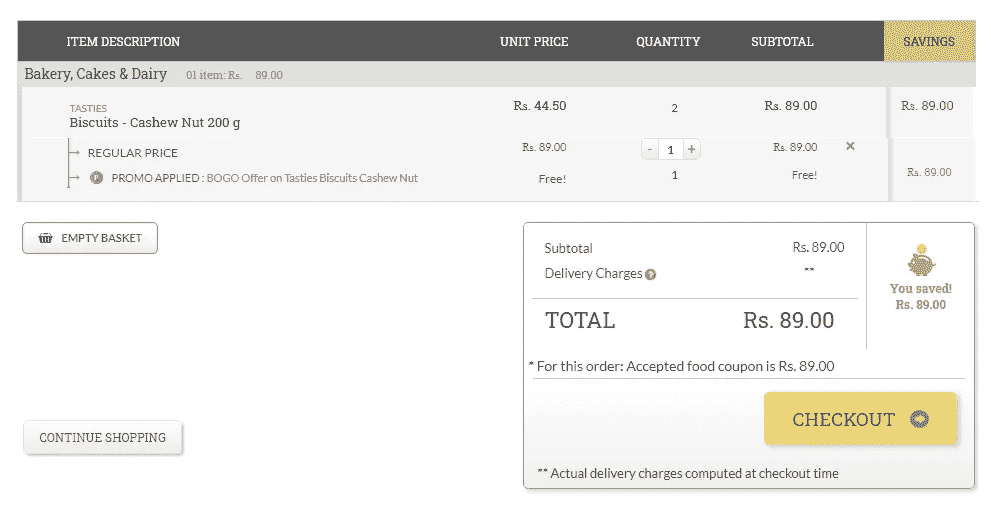 ITEM DESCRIPTION UNIT PRICE QUANTITY SUBTOTAL SAVINGS
Bakery, Cakes & Dairy 01 item: Rs. 89.00
TASTIES
Biscuits - Cashew Nut 200 g Rs. 44.50 2 Rs. 89.00 Rs. 89.00
REGULAR PRICE Rs. 89.00 - 1 + Rs. 89.00 ×
P PROMO APPLIED : BOGO Offer on Tasties Biscuits Cashew Nut Free! 1 Free! Rs. 89.00
EMPTY BASKET
Subtotal Rs. 89.00
Delivery Charges ? **
You saved!
Rs. 89.00
TOTAL Rs. 89.00
* For this order: Accepted food coupon is Rs. 89.00
CHECKOUT
CONTINUE SHOPPING
** Actual delivery charges computed at checkout time